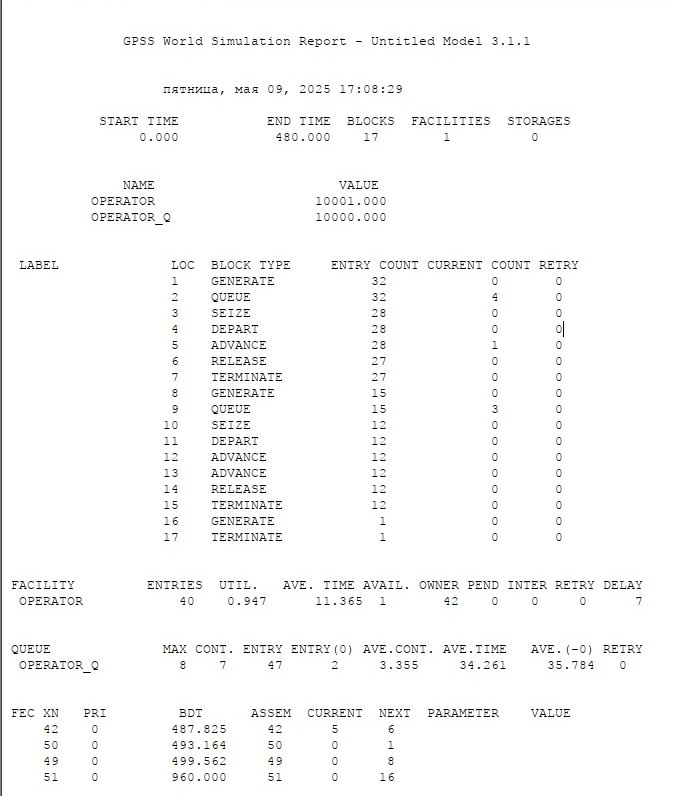 GPSS World Simulation Report - Untitled Model 3.1.1
пятница, мая 09, 2025 17:08:29
START TIME END TIME BLOCKS FACILITIES STORAGES
0.000 480.000 17 1 0
NAME VALUE
OPERATOR 10001.000
OPERATOR_Q 10000.000
LABEL LOC BLOCK TYPE ENTRY COUNT CURRENT COUNT RETRY
1 GENERATE 32 0 0
2 QUEUE 32 4 0
3 SEIZE 28 0 0
4 DEPART 28 0 0
5 ADVANCE 28 1 0
6 RELEASE 27 0 0
7 TERMINATE 27 0 0
8 GENERATE 15 0 0
9 QUEUE 15 3 0
10 SEIZE 12 0 0
11 DEPART 12 0 0
12 ADVANCE 12 0 0
13 ADVANCE 12 0 0
14 RELEASE 12 0 0
15 TERMINATE 12 0 0
16 GENERATE 1 0 0
17 TERMINATE 1 0 0
FACILITY ENTRIES UTIL. AVE. TIME AVAIL. OWNER PEND INTER RETRY DELAY
OPERATOR 40 0.947 11.365 1 42 0 0 0 7
QUEUE MAX CONT. ENTRY ENTRY(0) AVE.CONT. AVE.TIME AVE.(-0) RETRY
OPERATOR_Q 8 7 47 2 3.355 34.261 35.784 0
FEC XN PRI BDT ASSEM CURRENT NEXT PARAMETER VALUE
42 0 487.825 42 5 6
50 0 493.164 50 0 1
49 0 499.562 49 0 8
51 0 960.000 51 0 16